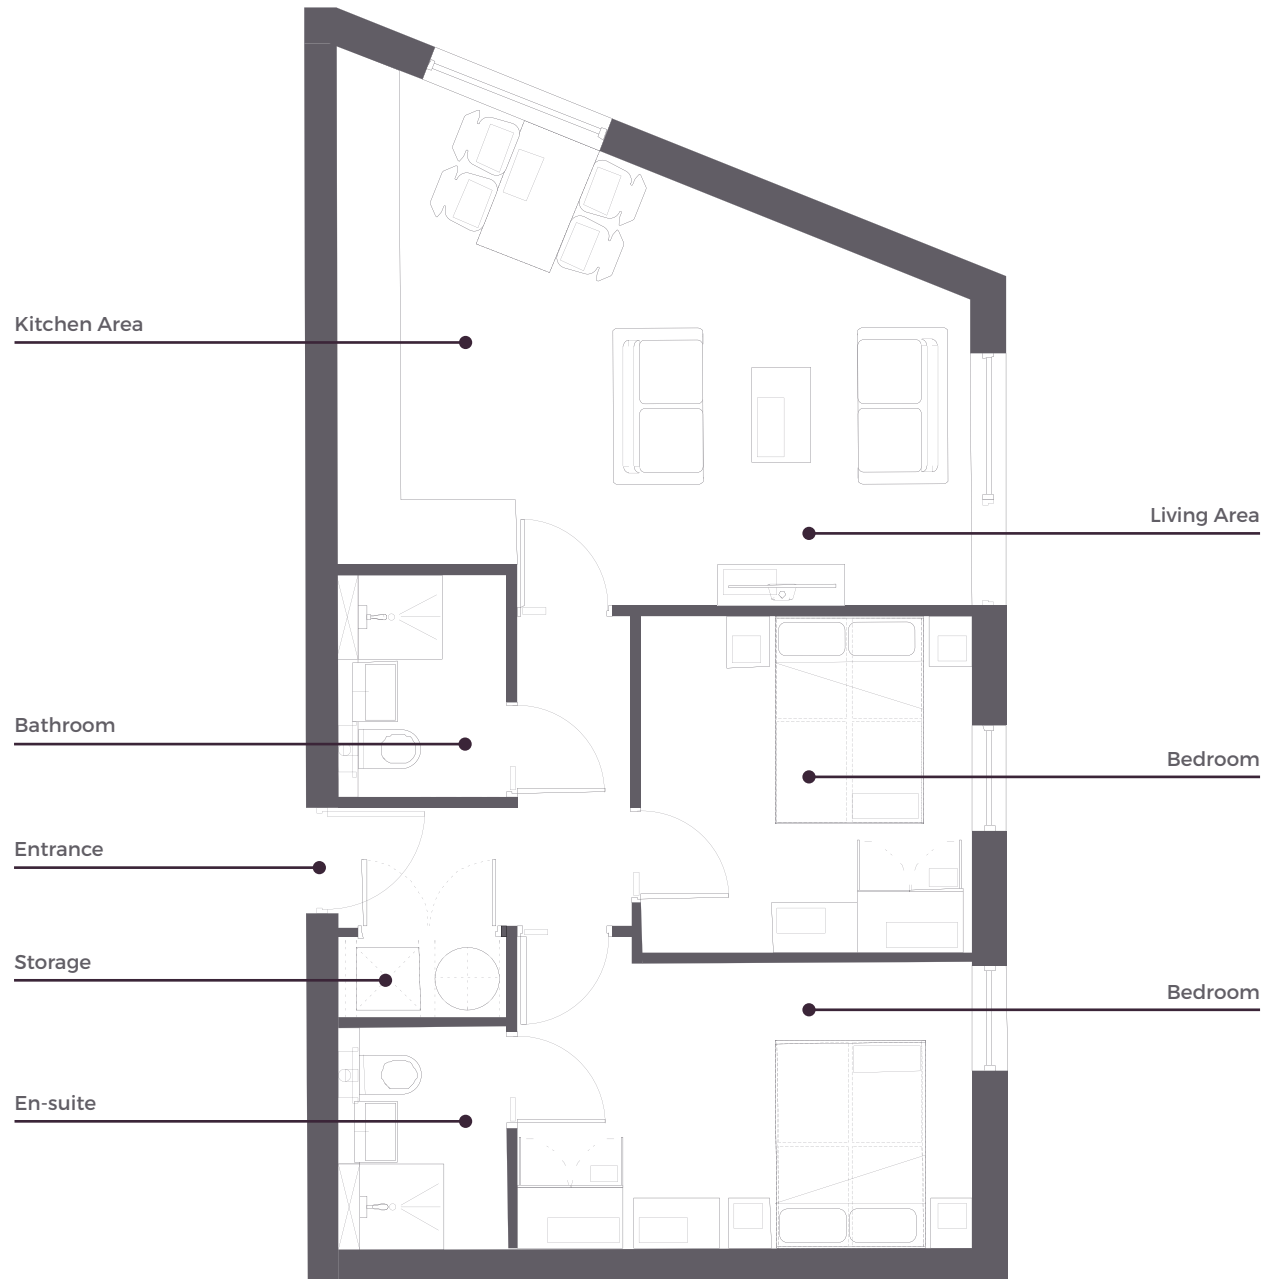 Kitchen Area
Living Area
Bathroom
Bedroom
Entrance
Storage
Bedroom
En-suite